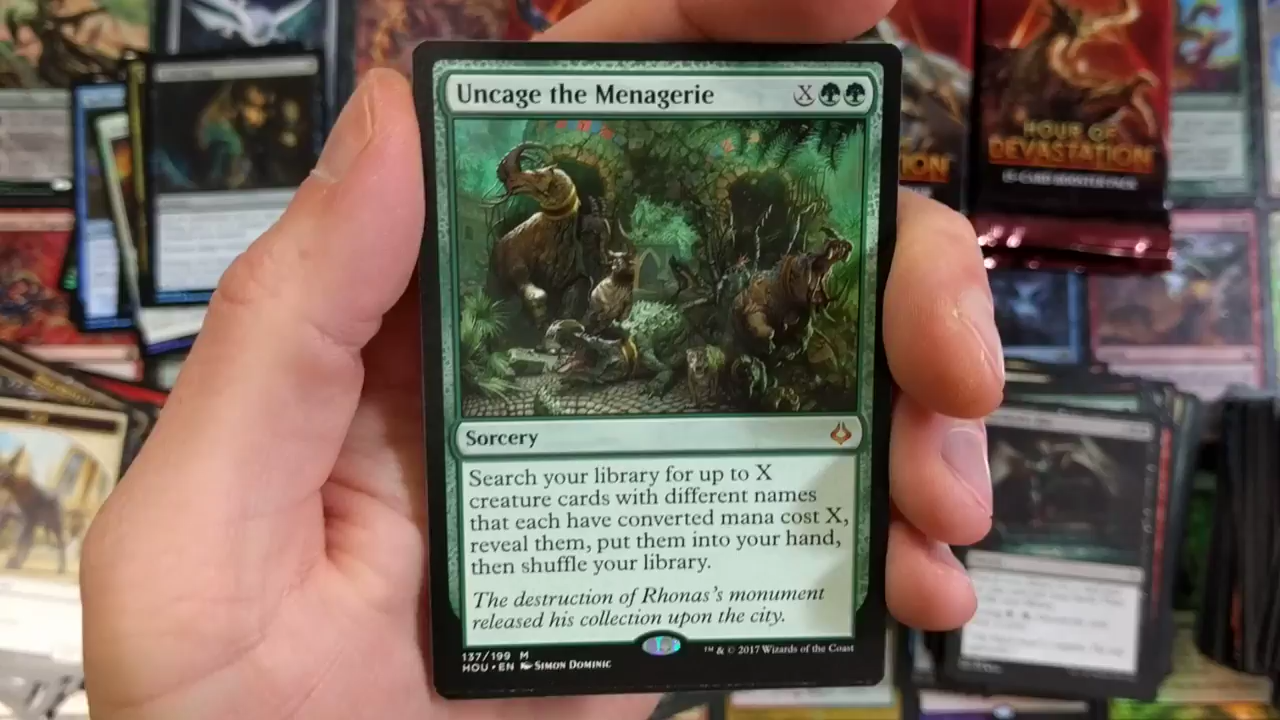 Uncage the Menagerie X
HOUR OF
DEVASTATION
15-CARD BOOSTER PACK
Sorcery
Search your library for up to X
creature cards with different names
that each have converted mana cost X,
reveal them, put them into your hand,
then shuffle your library.
The destruction of Rhonas's monument
released his collection upon the city.
137/199 M
HOU • EN SIMON DOMINIC
™ & © 2017 Wizards of the Coast